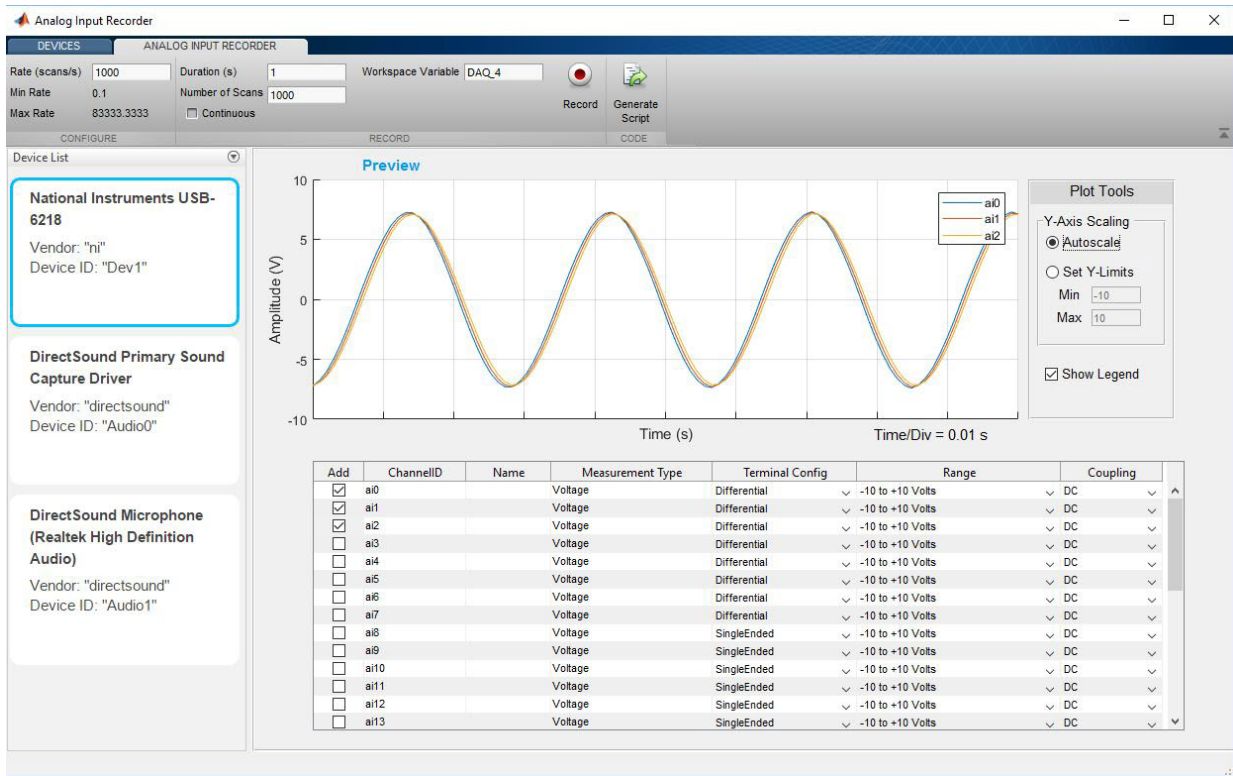 Analog Input Recorder
DEVICES ANALOG INPUT RECORDER
Rate (scans/s) 1000 Duration (s) 1 Workspace Variable DAQ_4
Min Rate 0.1 Number of Scans 1000
Max Rate 83333.3333 Continuous
Record
Generate
Script
CONFIGURE RECORD CODE
Device List
National Instruments USB-
6218
Vendor: "ni"
Device ID: "Dev1"
DirectSound Primary Sound
Capture Driver
Vendor: "directsound"
Device ID: "Audio0"
DirectSound Microphone
(Realtek High Definition
Audio)
Vendor: "directsound"
Device ID: "Audio1"
Preview
10
5
0
-5
-10
Amplitude (V)
ai0
ai1
ai2
Time (s) Time/Div = 0.01 s
Plot Tools
Y-Axis Scaling
Autoscale
Set Y-Limits
Min -10
Max 10
Show Legend
Add ChannelID Name Measurement Type Terminal Config Range Coupling
ai0 Voltage Differential -10 to +10 Volts DC
ai1 Voltage Differential -10 to +10 Volts DC
ai2 Voltage Differential -10 to +10 Volts DC
ai3 Voltage Differential -10 to +10 Volts DC
ai4 Voltage Differential -10 to +10 Volts DC
ai5 Voltage Differential -10 to +10 Volts DC
ai6 Voltage Differential -10 to +10 Volts DC
ai7 Voltage Differential -10 to +10 Volts DC
ai8 Voltage SingleEnded -10 to +10 Volts DC
ai9 Voltage SingleEnded -10 to +10 Volts DC
ai10 Voltage SingleEnded -10 to +10 Volts DC
ai11 Voltage SingleEnded -10 to +10 Volts DC
ai12 Voltage SingleEnded -10 to +10 Volts DC
ai13 Voltage SingleEnded -10 to +10 Volts DC